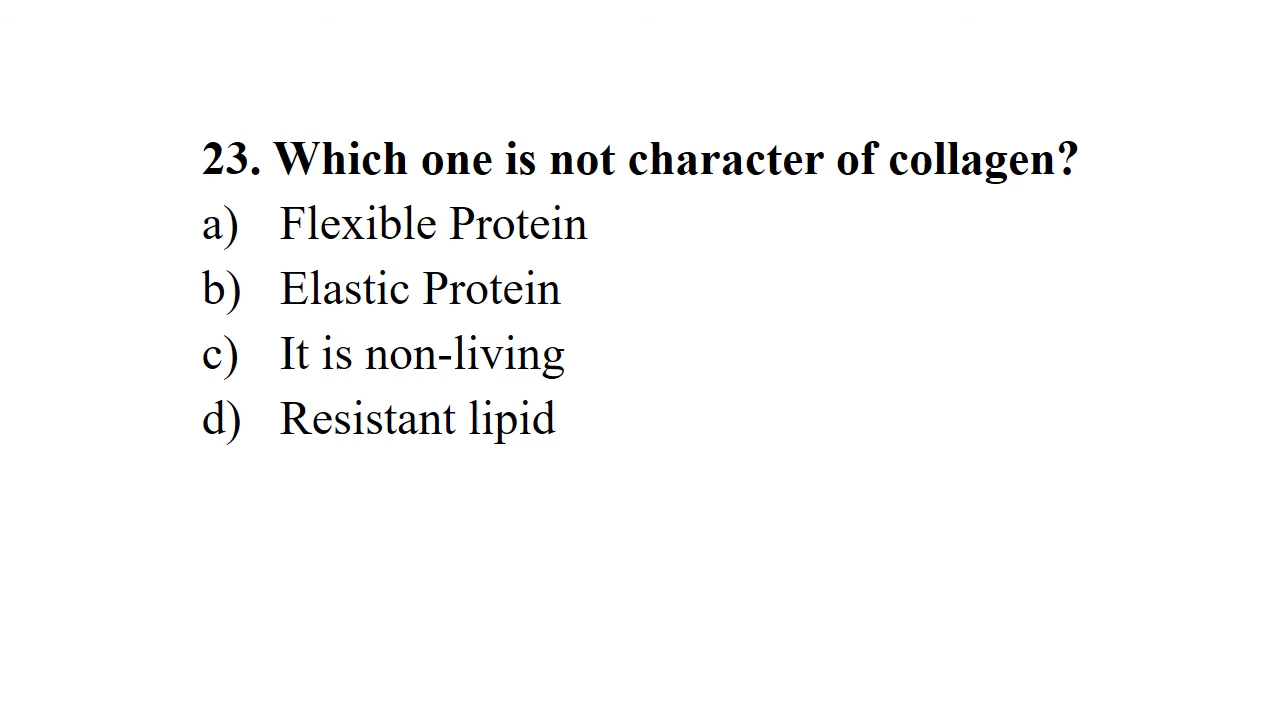 23. Which one is not character of collagen?
a) Flexible Protein
b) Elastic Protein
c) It is non-living
d) Resistant lipid